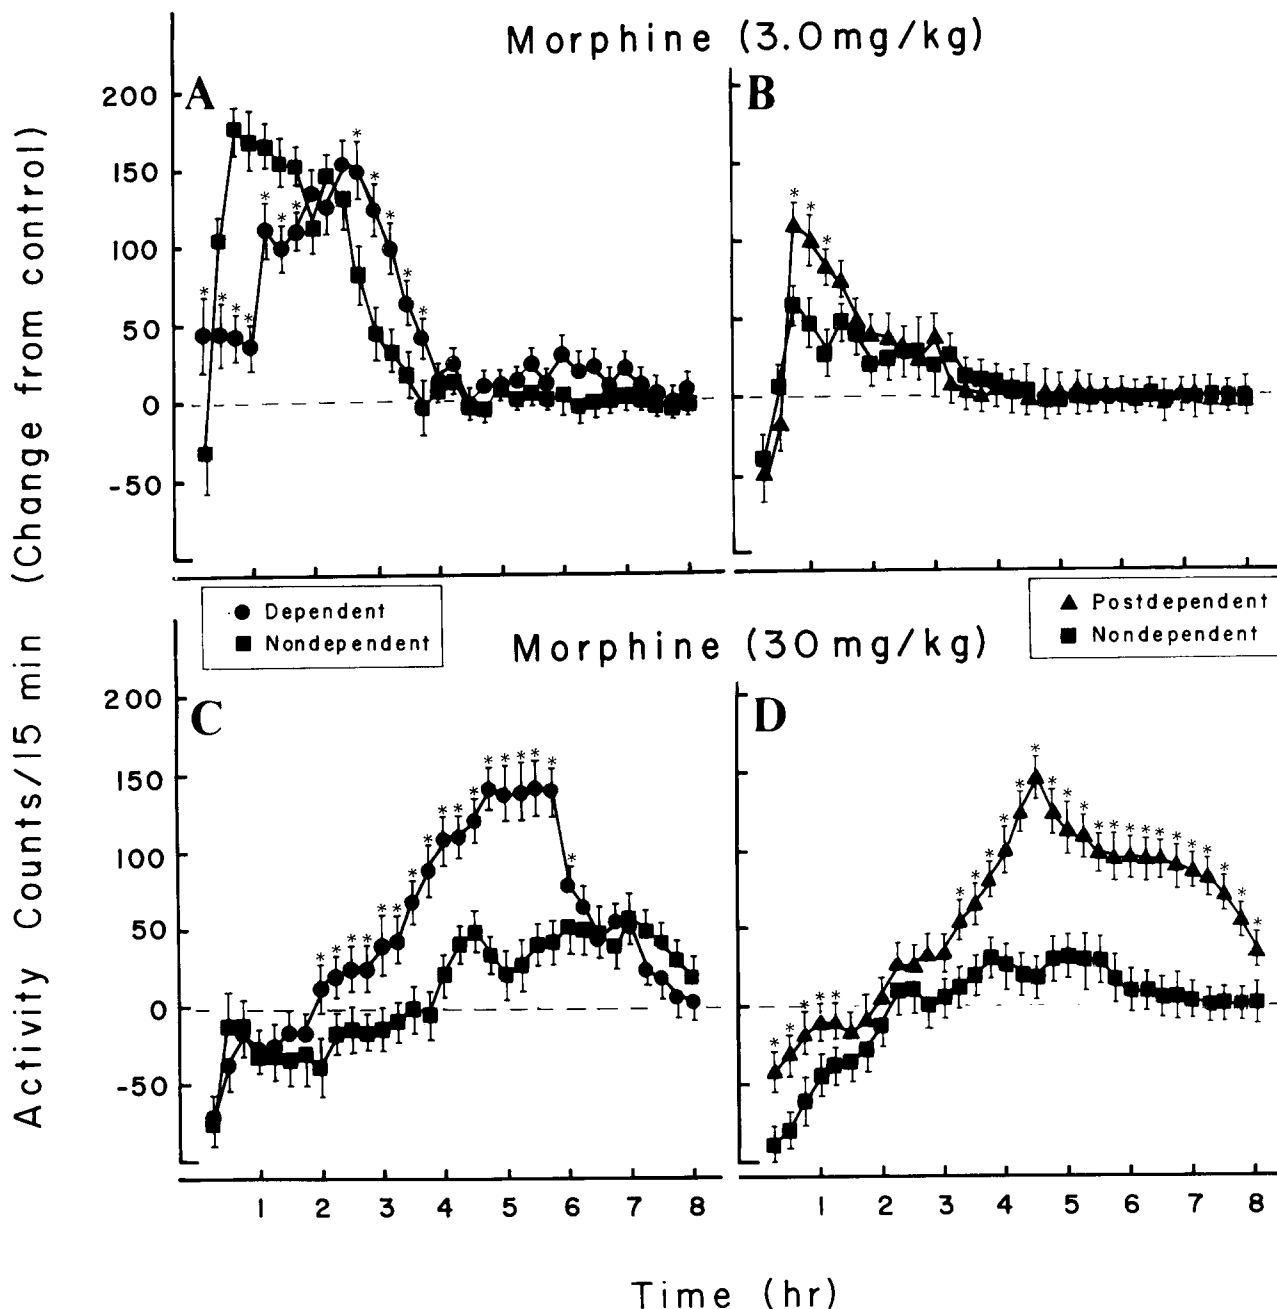 Morphine (3.0 mg/kg)
A
B
200
150
100
50
0
-50
Dependent
Nondependent
Postdependent
Nondependent
Morphine (30 mg/kg)
C
D
200
150
100
50
0
-50
1 2 3 4 5 6 7 8
1 2 3 4 5 6 7 8
Time (hr)
Activity Counts/15 min (Change from control)